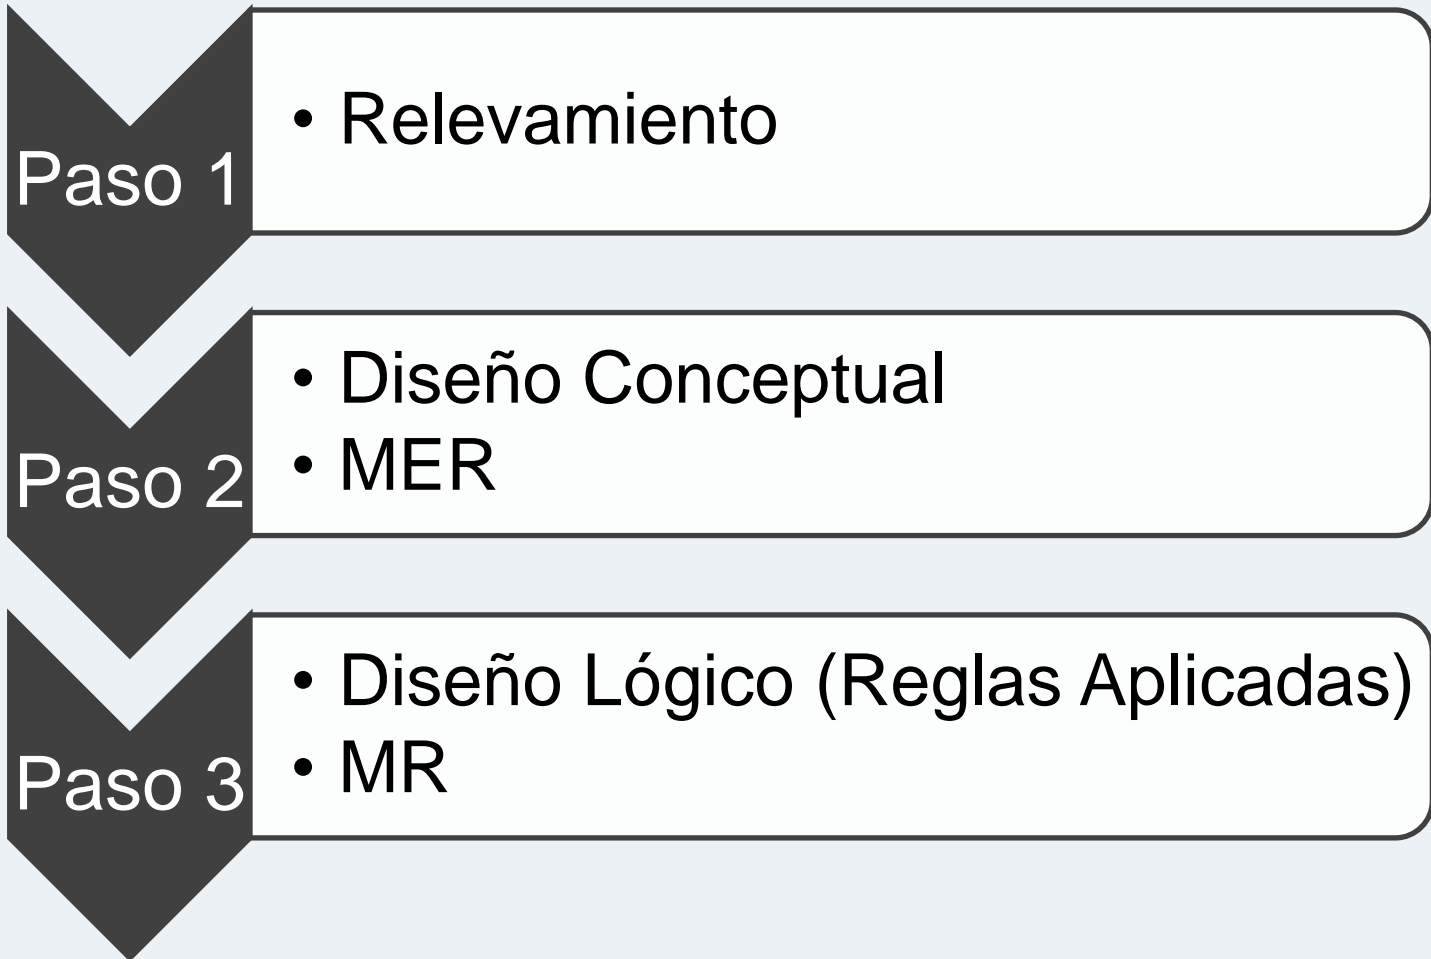 Paso 1
• Relevamiento
Paso 2
• Diseño Conceptual
• MER
Paso 3
• Diseño Lógico (Reglas Aplicadas)
• MR